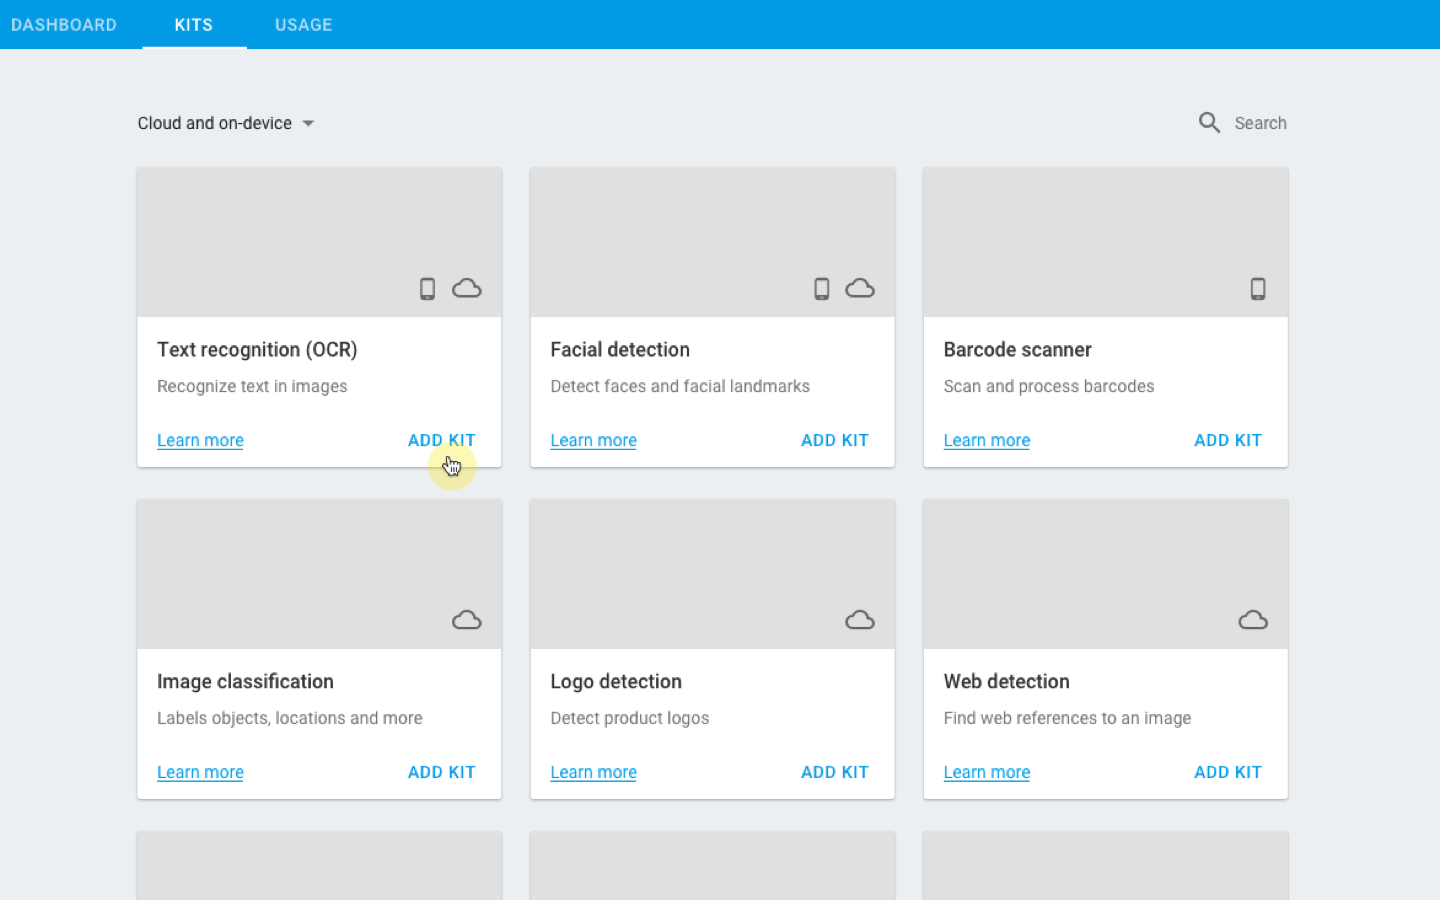 DASHBOARD KITS USAGE
Cloud and on-device Search
Text recognition (OCR)
Recognize text in images
Learn more ADD KIT
Facial detection
Detect faces and facial landmarks
Learn more ADD KIT
Barcode scanner
Scan and process barcodes
Learn more ADD KIT
Image classification
Labels objects, locations and more
Learn more ADD KIT
Logo detection
Detect product logos
Learn more ADD KIT
Web detection
Find web references to an image
Learn more ADD KIT